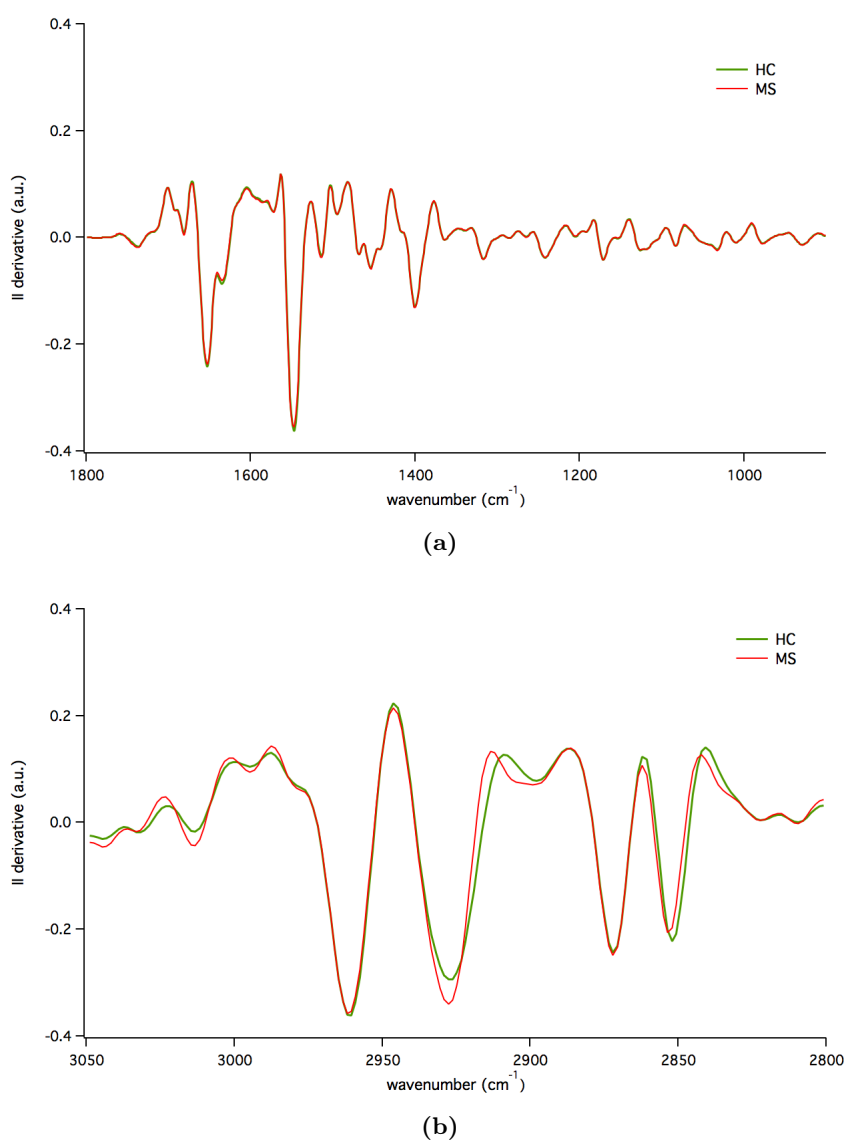 0.4
HC
MS
0.2
II derivative (a.u.)
0.0
-0.2
-0.4
1800 1600 1400 1200 1000
wavenumber (cm⁻¹)
(a)
0.4
HC
MS
0.2
II derivative (a.u.)
0.0
-0.2
-0.4
3050 3000 2950 2900 2850 2800
wavenumber (cm⁻¹)
(b)